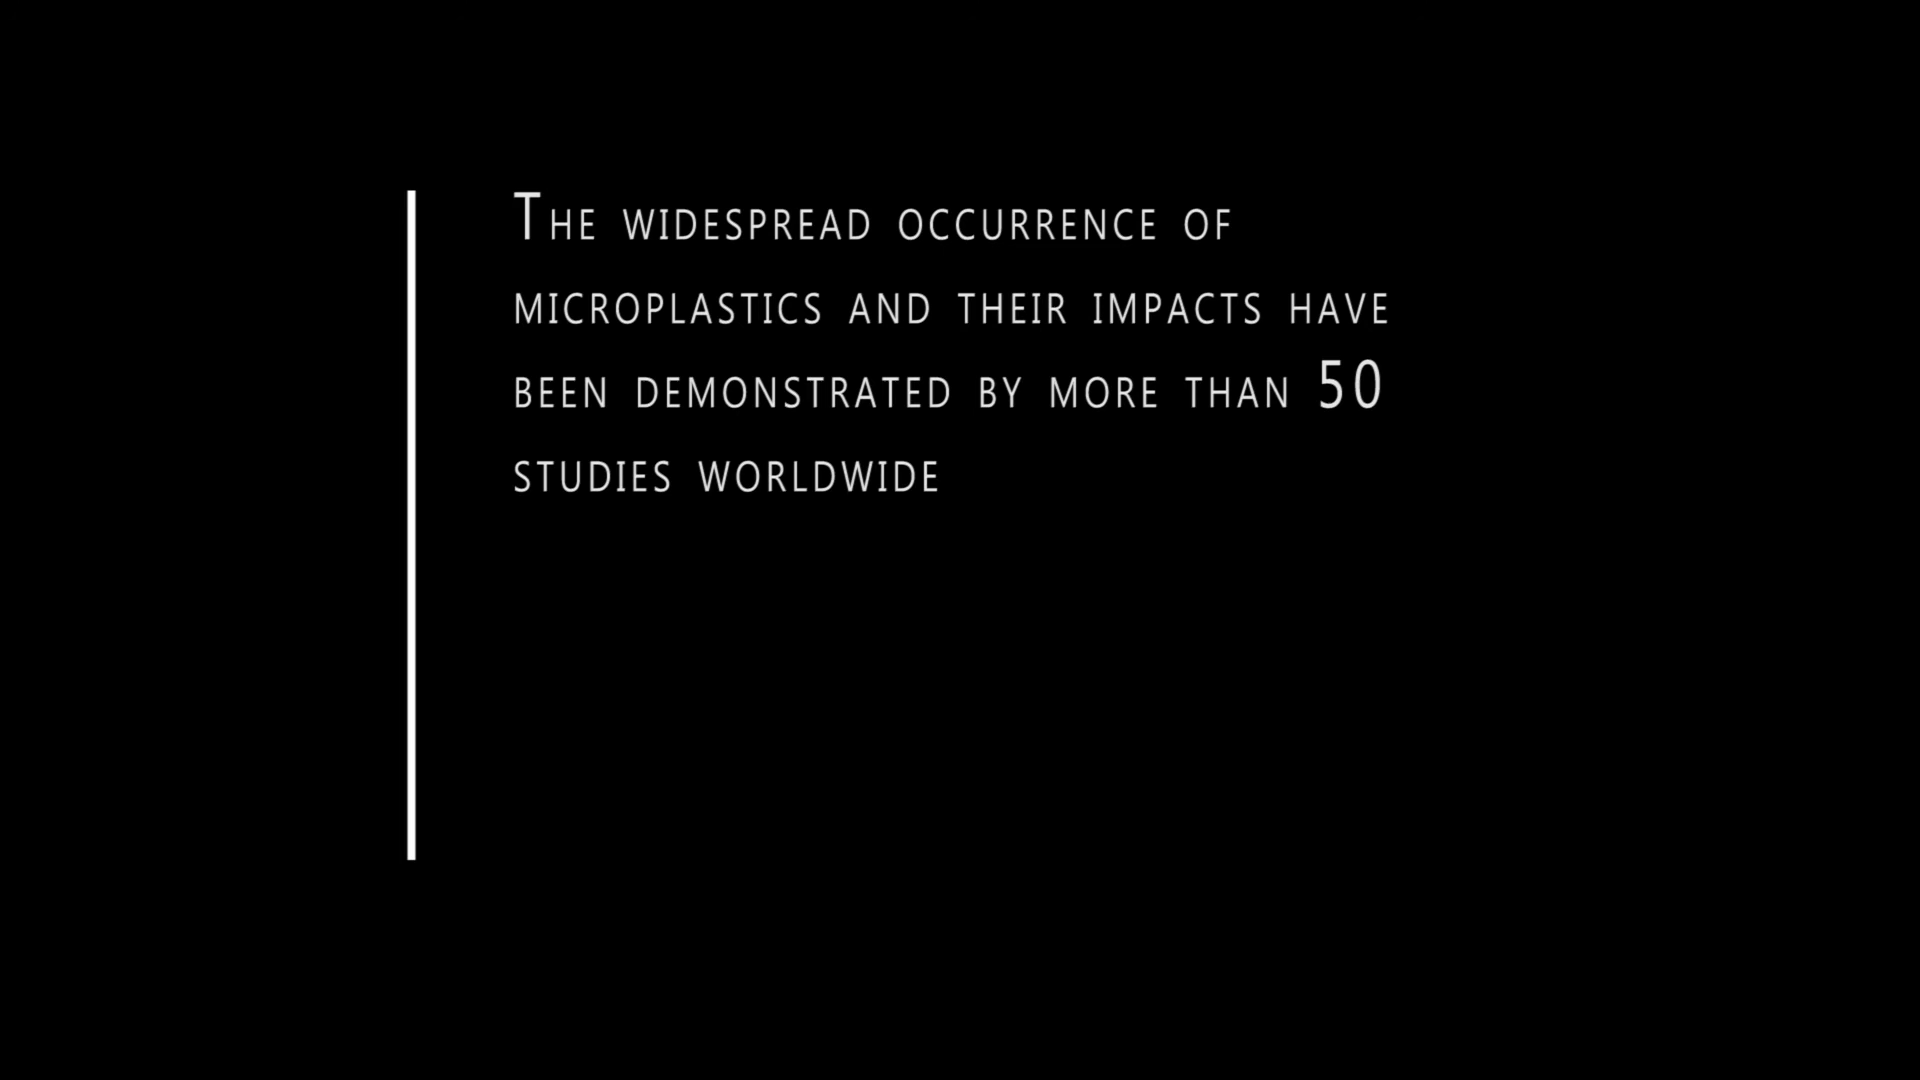 The widespread occurrence of
microplastics and their impacts have
been demonstrated by more than 50
studies worldwide